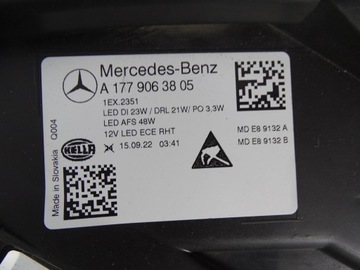 Mercedes-Benz
A 177 906 38 05
1EX.2351
LED DI 23W / DRL 21W/ PO 3.3W
LED AFS 48W
12V LED ECE RHT
15.09.22 03:41
MD E8 9132 A
MD E8 9132 B
HELLA
Made in Slovakia Q004